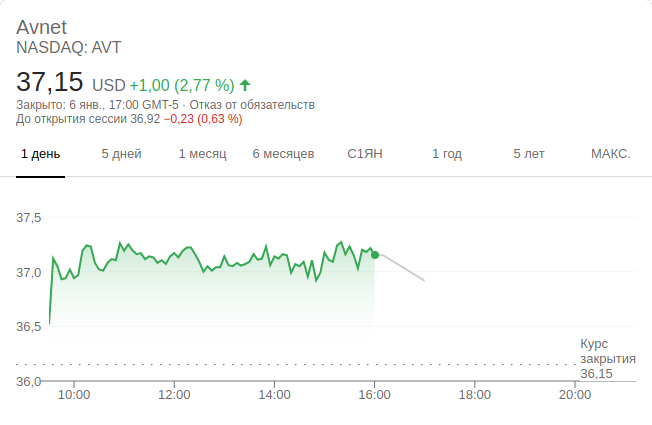 Avnet
NASDAQ: AVT
37,15 USD +1,00 (2,77 %)
Закрыто: 6 янв., 17:00 GMT-5 · Отказ от обязательств
До открытия сессии 36,92 −0,23 (0,63 %)
1 день 5 дней 1 месяц 6 месяцев С1ЯН 1 год 5 лет МАКС.
37,5
37,0
36,5
Курс
закрытия
36,15
36,0
10:00 12:00 14:00 16:00 18:00 20:00